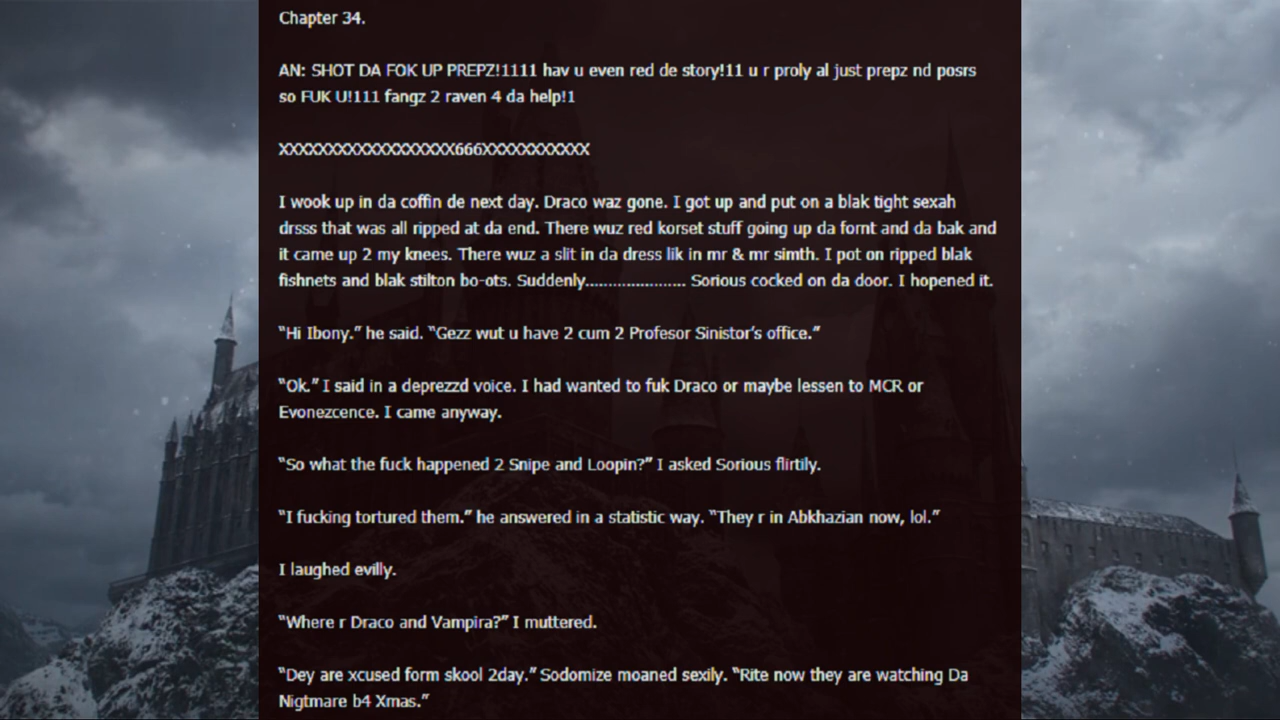 Chapter 34.
AN: SHOT DA FOK UP PREPZ!1111 hav u even red de story!11 u r proly al just prepz nd posrs
so FUK U!111 fangz 2 raven 4 da help!1
XXXXXXXXXXXXXXXXXX666XXXXXXXXXXX
I wook up in da coffin de next day. Draco waz gone. I got up and put on a blak tight sexah
drsss that was all ripped at da end. There wuz red korset stuff going up da fornt and da bak and
it came up 2 my knees. There wuz a slit in da dress lik in mr & mr simth. I pot on ripped blak
fishnets and blak stilton bo-ots. Suddenly...................... Sorious cocked on da door. I hopened it.
“Hi Ibony.” he said. “Gezz wut u have 2 cum 2 Profesor Sinistor’s office.”
“Ok.” I said in a deprezzd voice. I had wanted to fuk Draco or maybe lessen to MCR or
Evonezcence. I came anyway.
“So what the fuck happened 2 Snipe and Loopin?” I asked Sorious flirtily.
“I fucking tortured them.” he answered in a statistic way. “They r in Abkhazian now, lol.”
I laughed evilly.
“Where r Draco and Vampira?” I muttered.
“Dey are xcused form skool 2day.” Sodomize moaned sexily. “Rite now they are watching Da
Nigtmare b4 Xmas.”